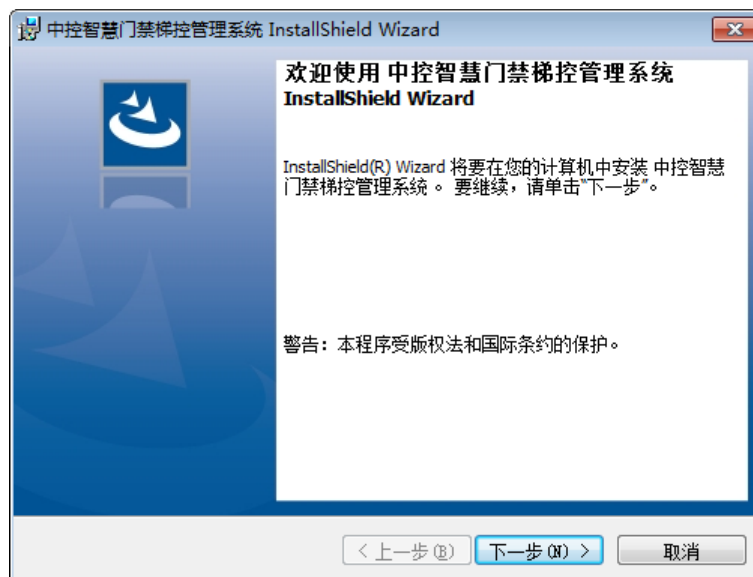 中控智慧门禁梯控管理系统 InstallShield Wizard
欢迎使用 中控智慧门禁梯控管理系统
InstallShield Wizard
InstallShield(R) Wizard 将要在您的计算机中安装 中控智慧
门禁梯控管理系统 。 要继续，请单击“下一步”。
警告：本程序受版权法和国际条约的保护。
< 上一步(B)
下一步(N) >
取消